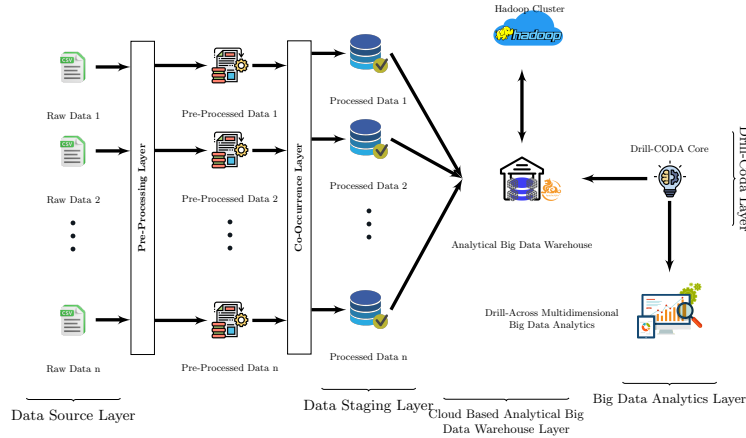 Hadoop Cluster
hadoop
CSV
Raw Data 1
Pre-Processed Data 1
Processed Data 1
CSV
Raw Data 2
Pre-Processed Data 2
Processed Data 2
Pre-Processing Layer
Co-Occurrence Layer
Drill-CODA Core
Drill-Coda Layer
Analytical Big Data Warehouse
CSV
Raw Data n
Pre-Processed Data n
Processed Data n
Drill-Across Multidimensional
Big Data Analytics
Data Source Layer
Data Staging Layer
Cloud Based Analytical Big
Data Warehouse Layer
Big Data Analytics Layer